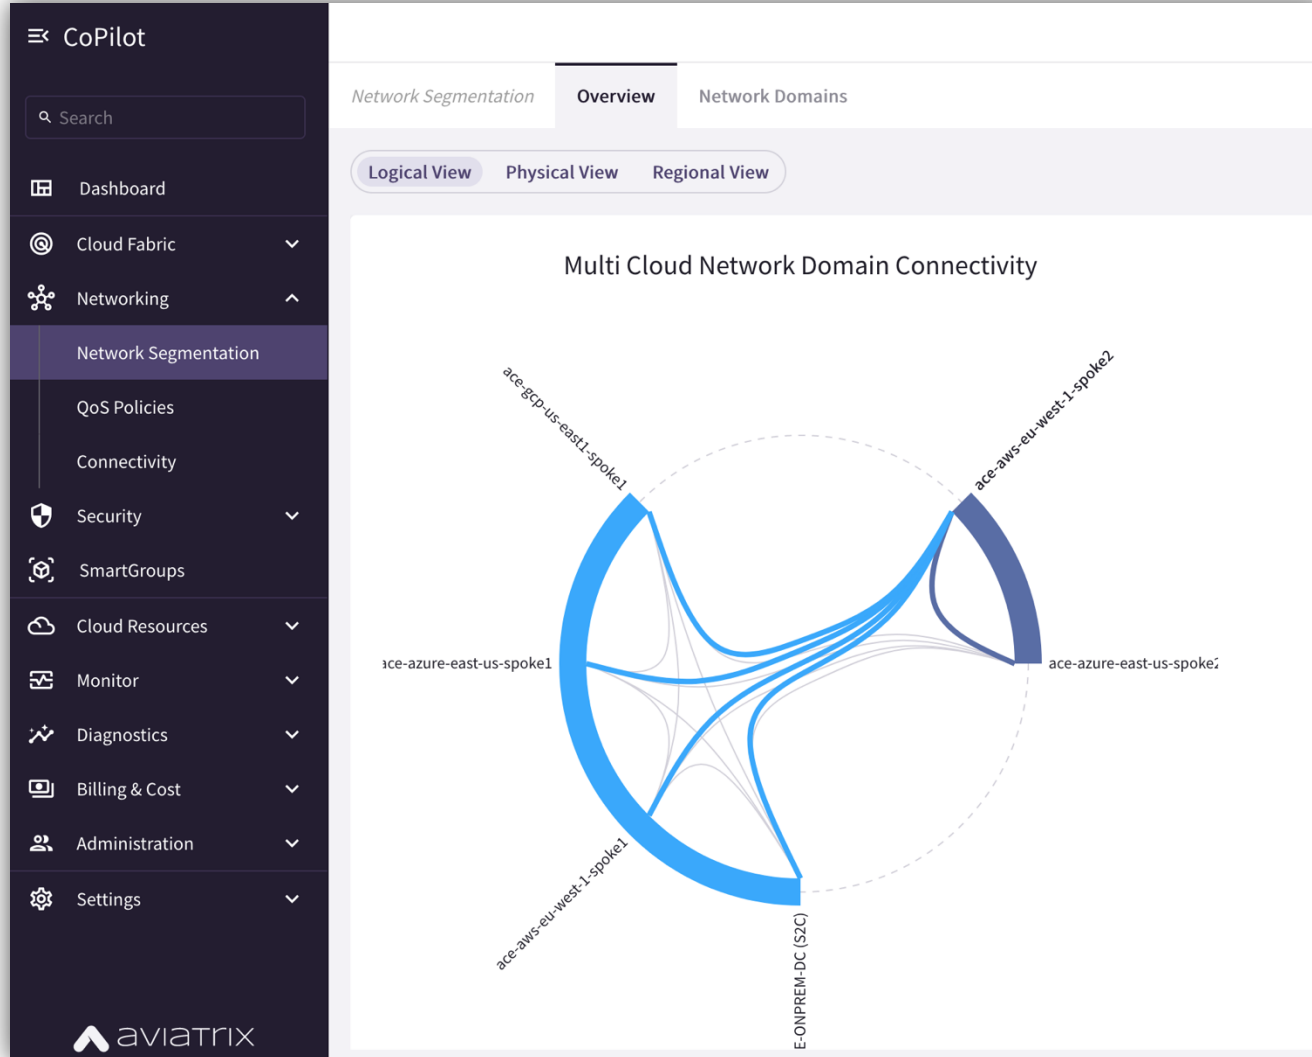 CoPilot
Search
Dashboard
Cloud Fabric
Networking
Network Segmentation
QoS Policies
Connectivity
Security
SmartGroups
Cloud Resources
Monitor
Diagnostics
Billing & Cost
Administration
Settings
aviatrix
Network Segmentation
Overview
Network Domains
Logical View
Physical View
Regional View
Multi Cloud Network Domain Connectivity
ace-gcp-us-east1-spoke1
ace-aws-eu-west-1-spoke2
ace-azure-east-us-spoke1
ace-azure-east-us-spoke2
ace-aws-eu-west-1-spoke1
E-ONPREM-DC (S2C)